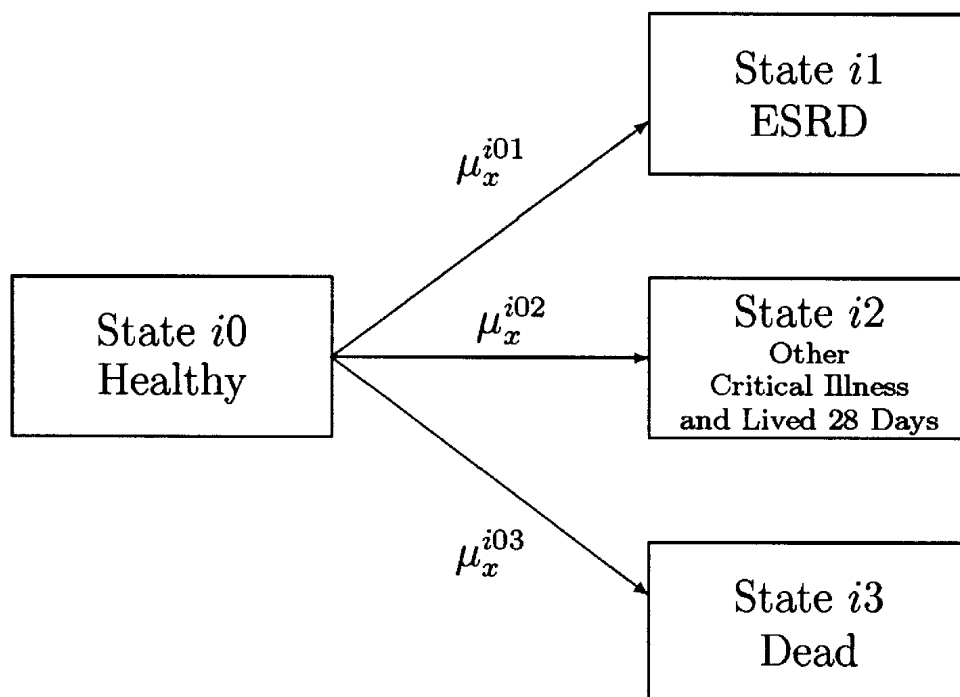 State i1
ESRD
μ_x^{i01}
State i0
Healthy
μ_x^{i02}
State i2
Other
Critical Illness
and Lived 28 Days
μ_x^{i03}
State i3
Dead